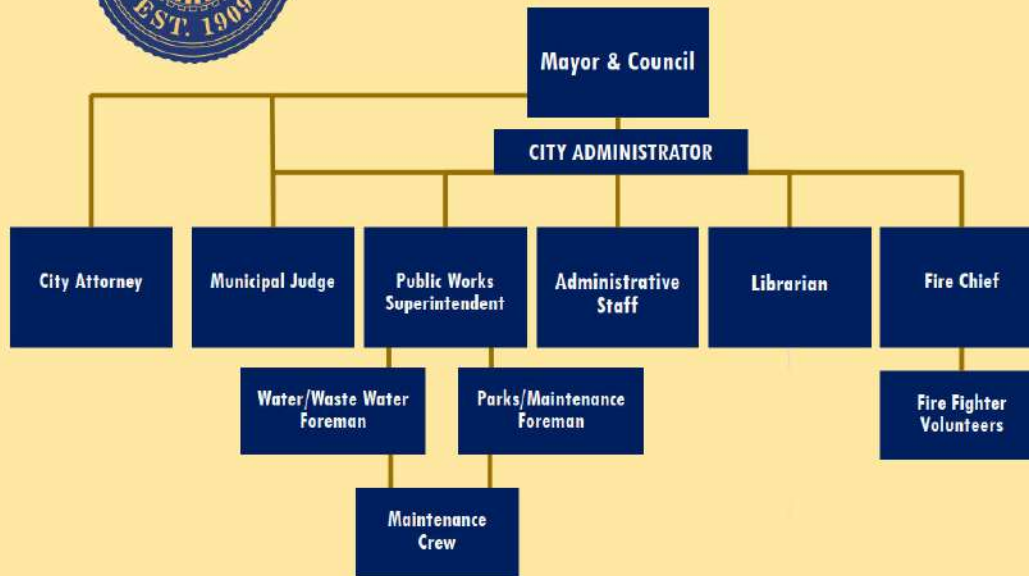 EST. 1909
Mayor & Council
CITY ADMINISTRATOR
City Attorney
Municipal Judge
Public Works
Superintendent
Administrative
Staff
Librarian
Fire Chief
Water/Waste Water
Foreman
Parks/Maintenance
Foreman
Fire Fighter
Volunteers
Maintenance
Crew